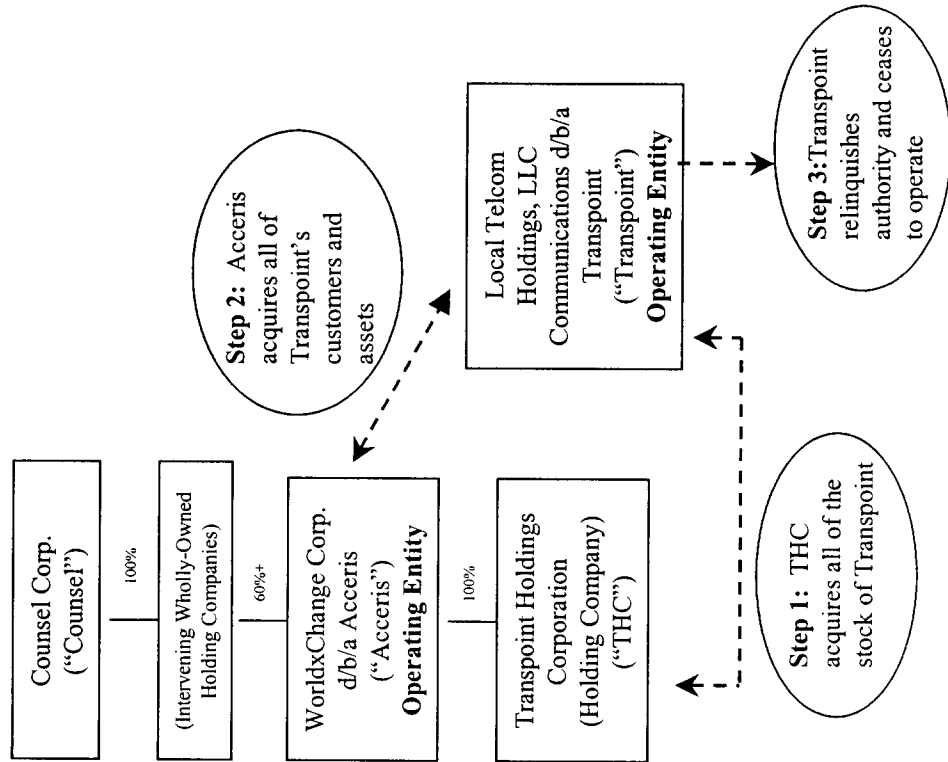 Counsel Corp.
(“Counsel”)
100%
(Intervening Wholly-Owned
Holding Companies)
60%+
WorldxChange Corp.
d/b/a Acceris
(“Acceris”)
Operating Entity
100%
Transpoint Holdings
Corporation
(Holding Company)
(“THC”)
Step 2: Acceris
acquires all of
Transpoint's
customers and
assets
Local Telcom
Holdings, LLC
Communications d/b/a
Transpoint
(“Transpoint”)
Operating Entity
Step 1: THC
acquires all of the
stock of Transpoint
Step 3: Transpoint
relinquishes
authority and ceases
to operate